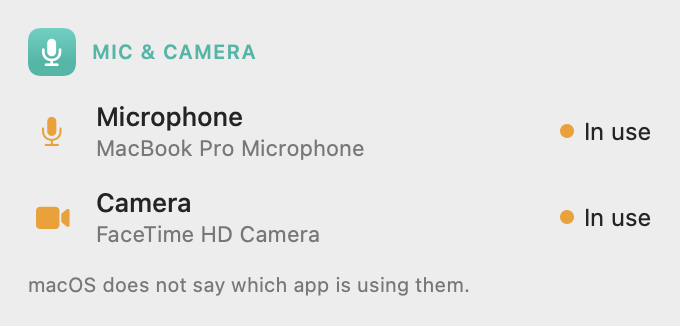 MIC & CAMERA
Microphone
In use
MacBook Pro Microphone
Camera
In use
FaceTime HD Camera
macOS does not say which app is using them.